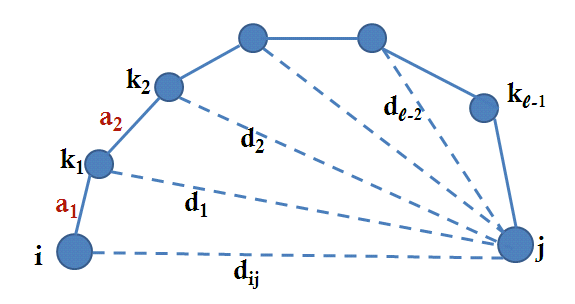 k₂
kℓ-1
a₂
dℓ-2
d₂
k₁
a₁
d₁
i
j
dᵢⱼ